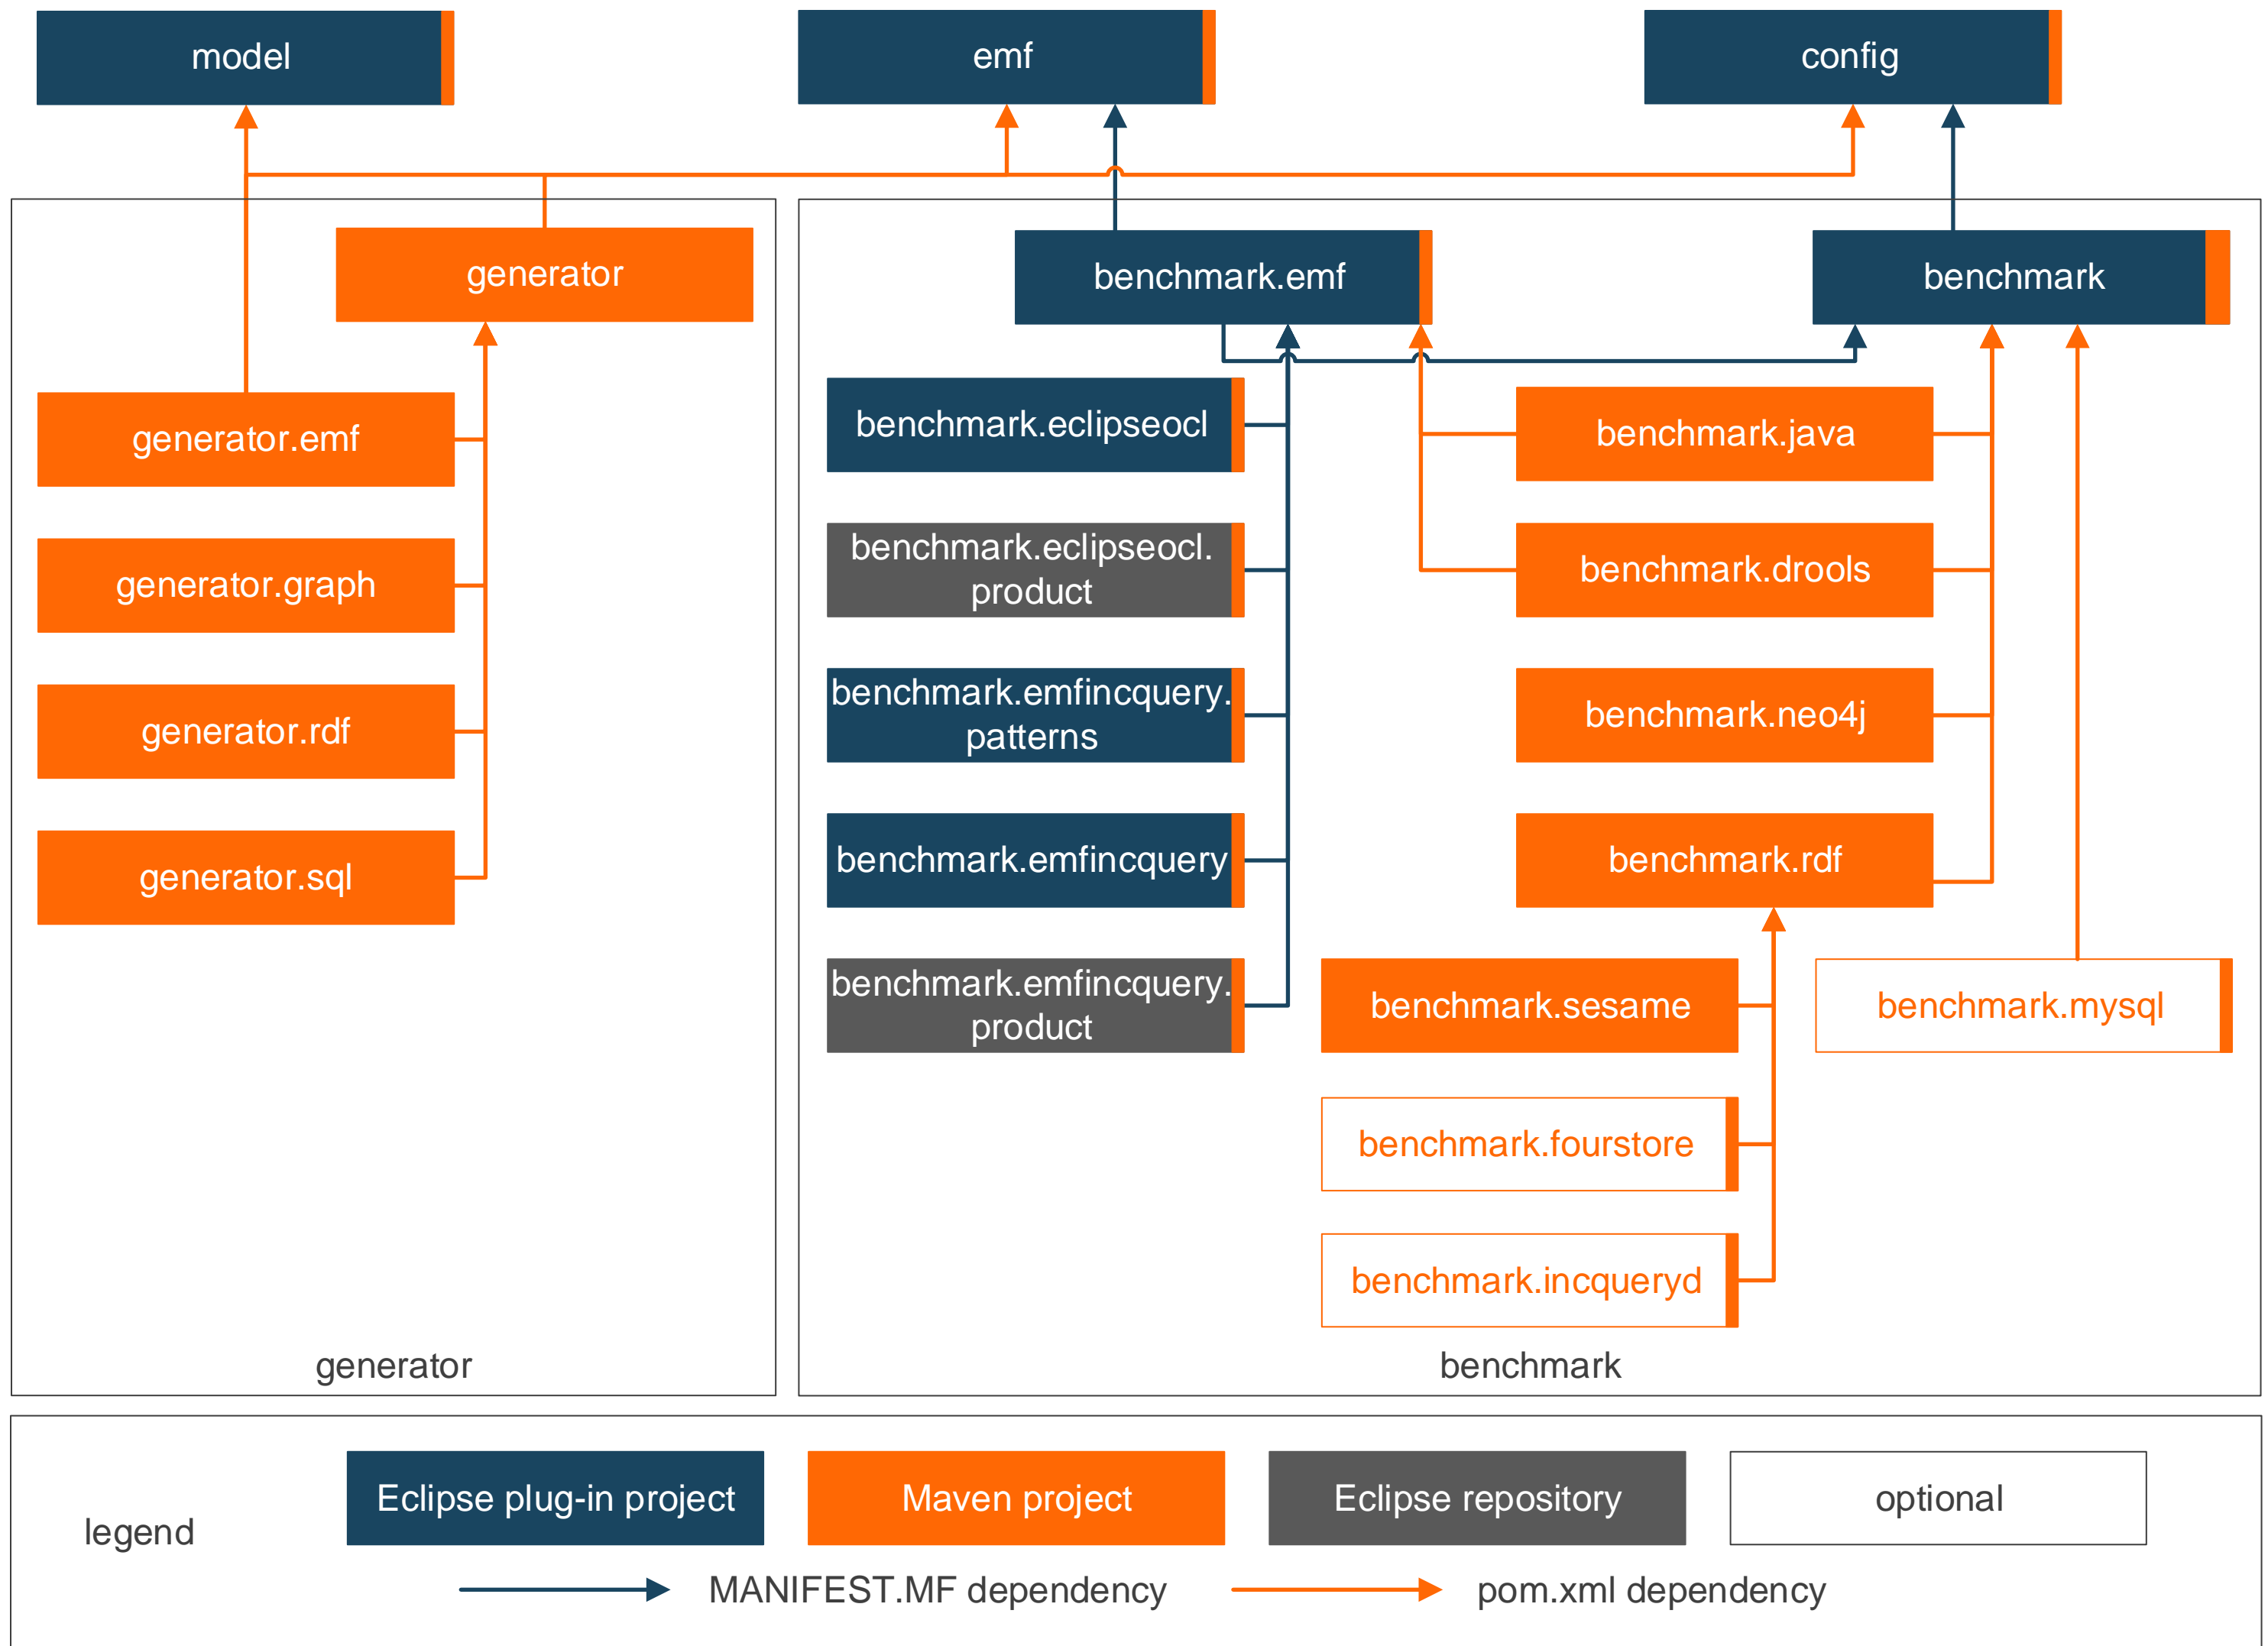 model
emf
config
generator
generator.emf
generator.graph
generator.rdf
generator.sql
generator
benchmark.emf
benchmark
benchmark.eclipseocl
benchmark.eclipseocl.
product
benchmark.emfincquery.
patterns
benchmark.emfincquery
benchmark.emfincquery.
product
benchmark.java
benchmark.drools
benchmark.neo4j
benchmark.rdf
benchmark.sesame
benchmark.mysql
benchmark.fourstore
benchmark.incqueryd
benchmark
legend
Eclipse plug-in project
Maven project
Eclipse repository
optional
MANIFEST.MF dependency
pom.xml dependency